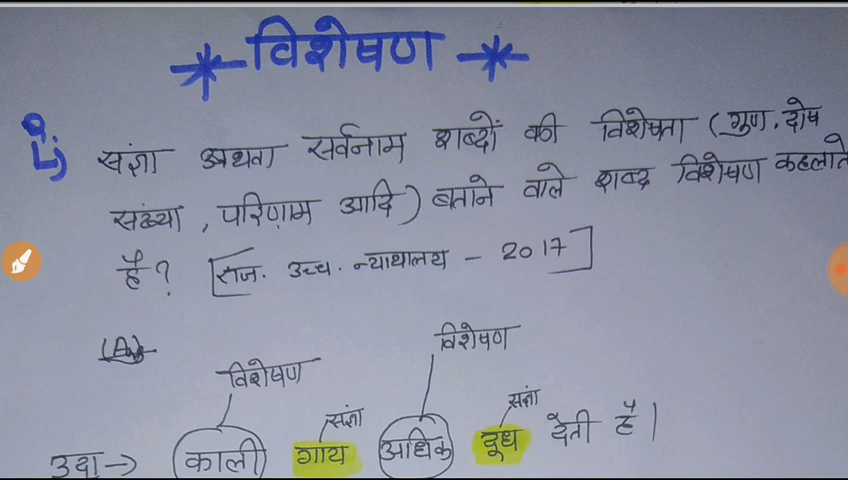 विशेषण
Q. संज्ञा अथवा सर्वनाम शब्दों की विशेषता (गुण, दोष
संख्या, परिणाम आदि) बताने वाले शब्द विशेषण कहलाते
है? [राज. उच्च. न्यायालय - 2017]
विशेषण विशेषण
संज्ञा संज्ञा
उदा→ काली गाय अधिक दूध देती है।